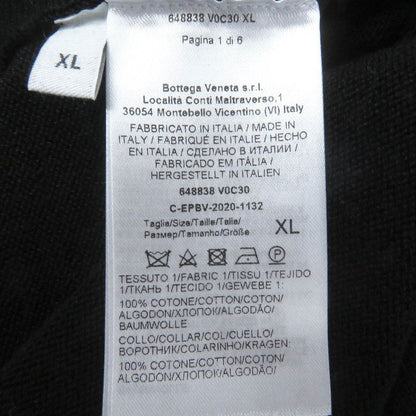 XL
648838 V0C30 XL
Pagina 1 di 6
Bottega Veneta s.r.l.
Località Conti Maltraverso,1
36054 Montebello Vicentino (VI) Italy
FABBRICATO IN ITALIA / MADE IN
ITALY / FABRIQUÉ EN ITALIE / HECHO
EN ITALIA / СДЕЛАНО В ИТАЛИИ /
FABRICADO EM ITÁLIA /
HERGESTELLT IN ITALIEN
648838 V0C30
C-EPBV-2020-1132
Taglia/Size/Taille/Talla/
Размер/Tamanho/Größe
XL
TESSUTO 1/FABRIC 1/TISSU 1/TEJIDO
1/ТКАНЬ 1/TECIDO 1/GEWEBE 1:
100% COTONE/COTTON/COTON/
ALGODÓN/ХЛОПОК/ALGODÃO/
BAUMWOLLE
COLLO/COLLAR/COL/CUELLO/
ВОРОТНИК/COLARINHO/KRAGEN:
100% COTONE/COTTON/COTON/
ALGODÓN/ХЛОПОК/ALGODÃO/